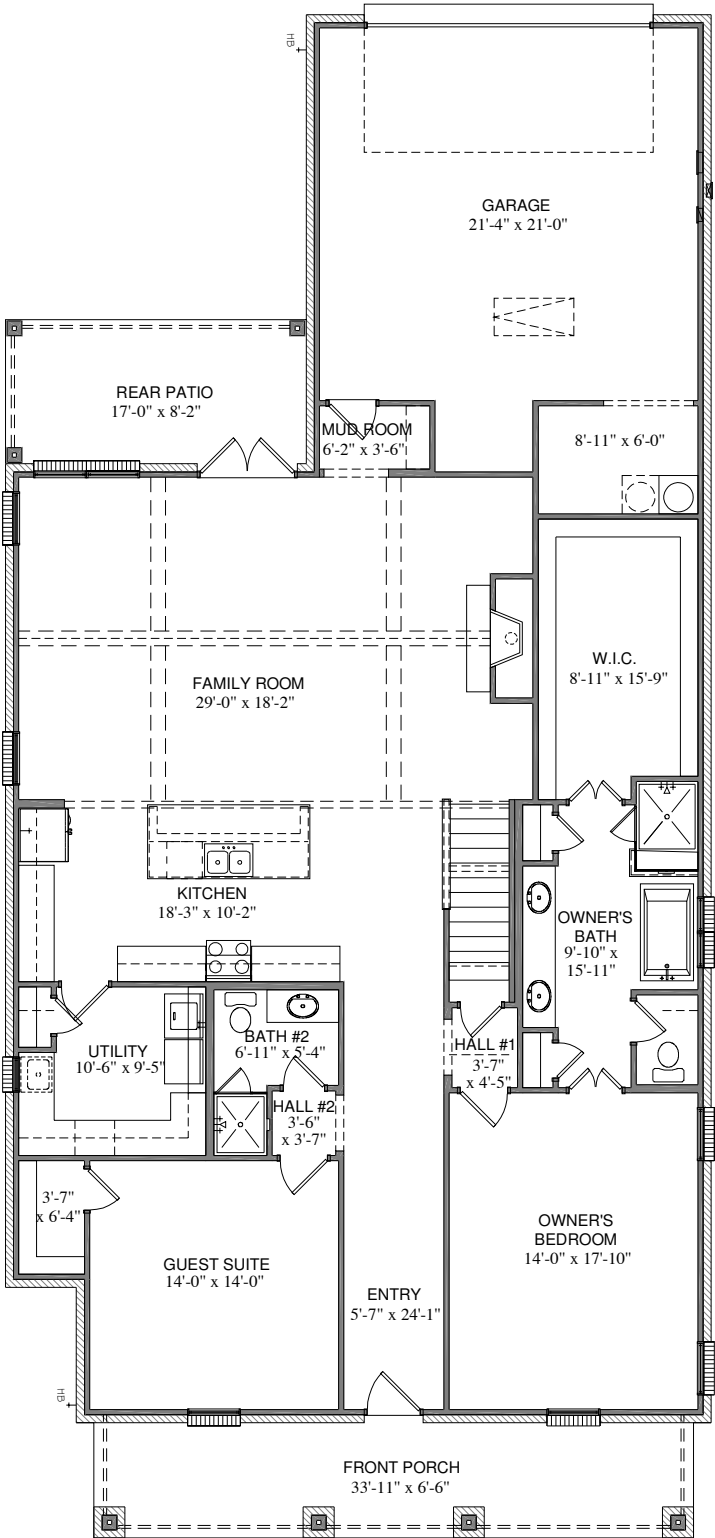 HB
GARAGE
21'-4" x 21'-0"
REAR PATIO
17'-0" x 8'-2"
MUD ROOM
6'-2" x 3'-6"
8'-11" x 6'-0"
W.I.C.
8'-11" x 15'-9"
FAMILY ROOM
29'-0" x 18'-2"
KITCHEN
18'-3" x 10'-2"
OWNER'S
BATH
9'-10" x
15'-11"
UTILITY
10'-6" x 9'-5"
BATH #2
6'-11" x 5'-4"
HALL #1
3'-7"
x 4'-5"
HALL #2
3'-6"
x 3'-7"
3'-7"
x 6'-4"
GUEST SUITE
14'-0" x 14'-0"
OWNER'S
BEDROOM
14'-0" x 17'-10"
ENTRY
5'-7" x 24'-1"
HB
FRONT PORCH
33'-11" x 6'-6"